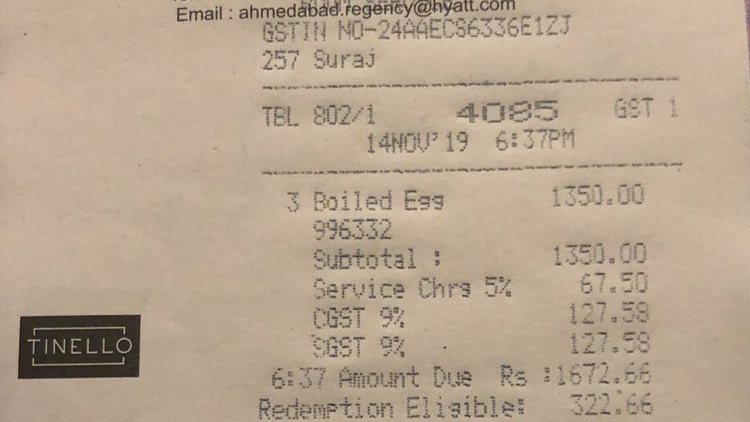 Email : ahmedabad.regency@hyatt.com
GSTIN NO-24AAECS6336E1ZJ
257 Suraj
TBL 802/1 4085 GST 1
14NOV'19 6:37PM
3 Boiled Egg 1350.00
996332
Subtotal : 1350.00
Service Chrg 5% 67.50
CGST 9% 127.58
SGST 9% 127.58
6:37 Amount Due Rs :1672.66
Redemption Eligible: 322.66
TINELLO